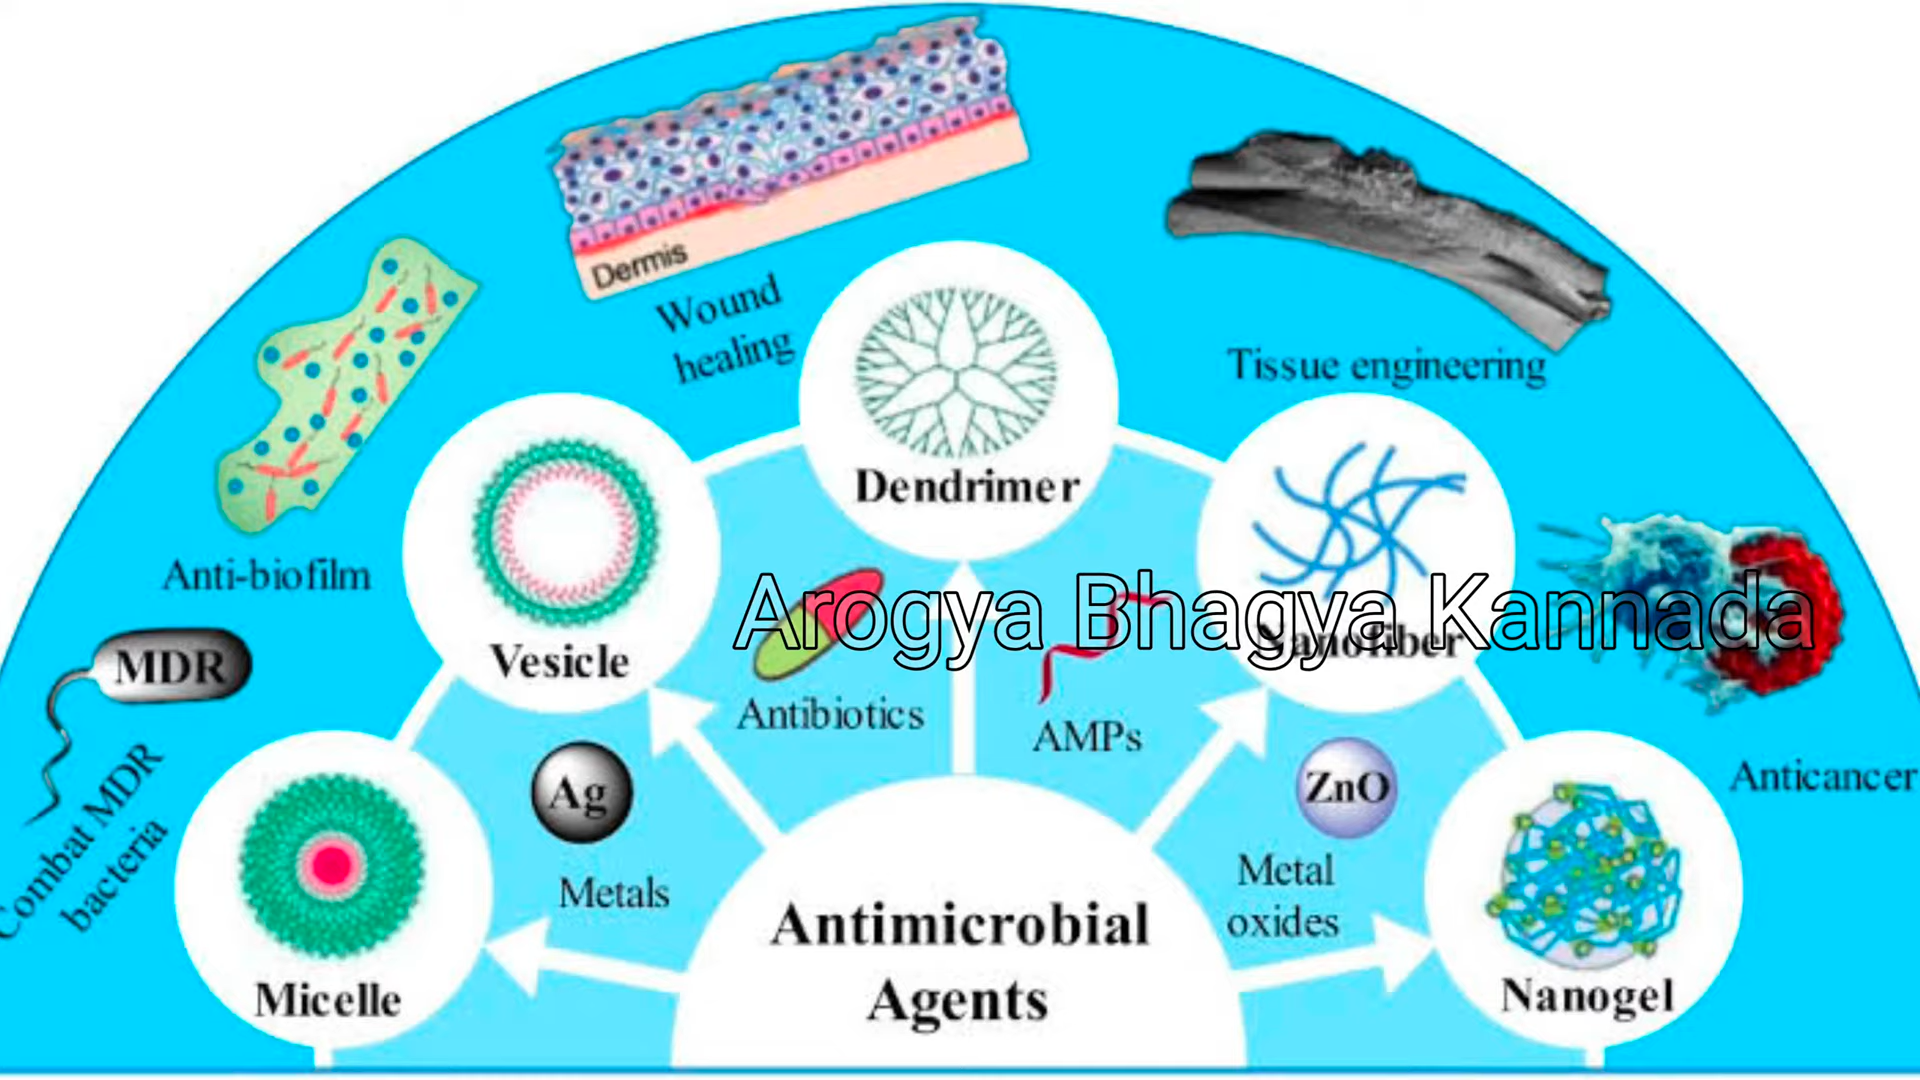 Dermis
Wound
healing
Tissue engineering
Dendrimer
Anti-biofilm
Vesicle
Arogya Bhagya Kannada
Nanofiber
MDR
Antibiotics
AMPs
Combat MDR
bacteria
Ag
Metals
ZnO
Metal
oxides
Anticancer
Micelle
Antimicrobial
Agents
Nanogel